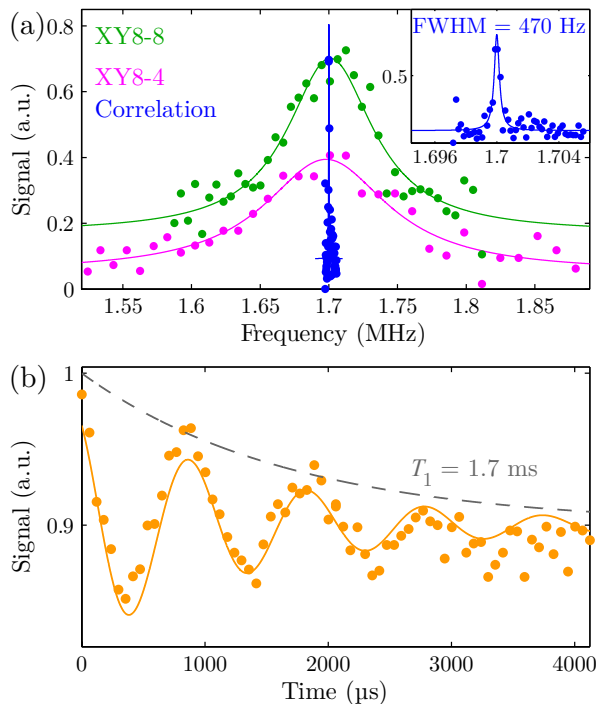 (a)
XY8-8
XY8-4
Correlation
FWHM = 470 Hz
0.5
1.696 1.7 1.704
0.8
0.6
0.4
0.2
0
Signal (a.u.)
1.55 1.6 1.65 1.7 1.75 1.8 1.85
Frequency (MHz)
(b)
1
0.9
Signal (a.u.)
T1 = 1.7 ms
0 1000 2000 3000 4000
Time (µs)